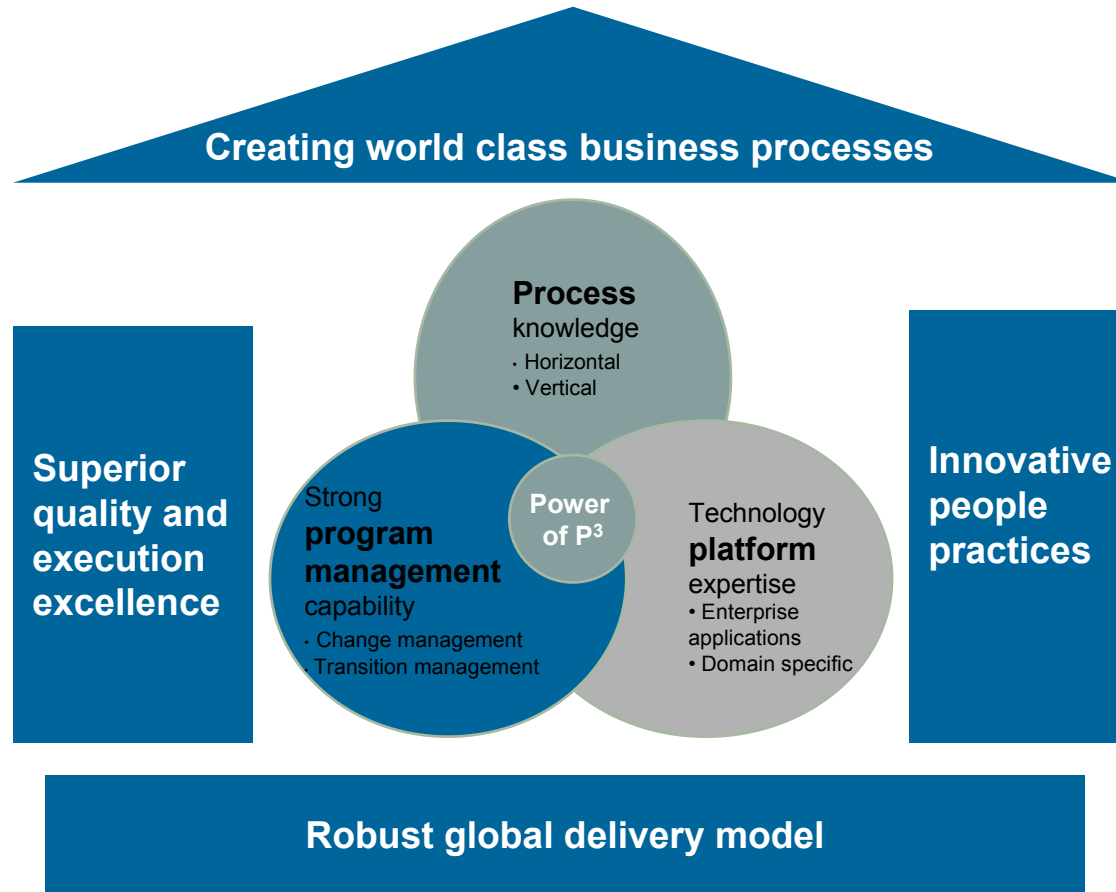 Creating world class business processes
Process
knowledge
· Horizontal
• Vertical
Superior
quality and
execution
excellence
Strong
program
management
capability
· Change management
· Transition management
Power
of P³
Technology
platform
expertise
• Enterprise
applications
• Domain specific
Innovative
people
practices
Robust global delivery model